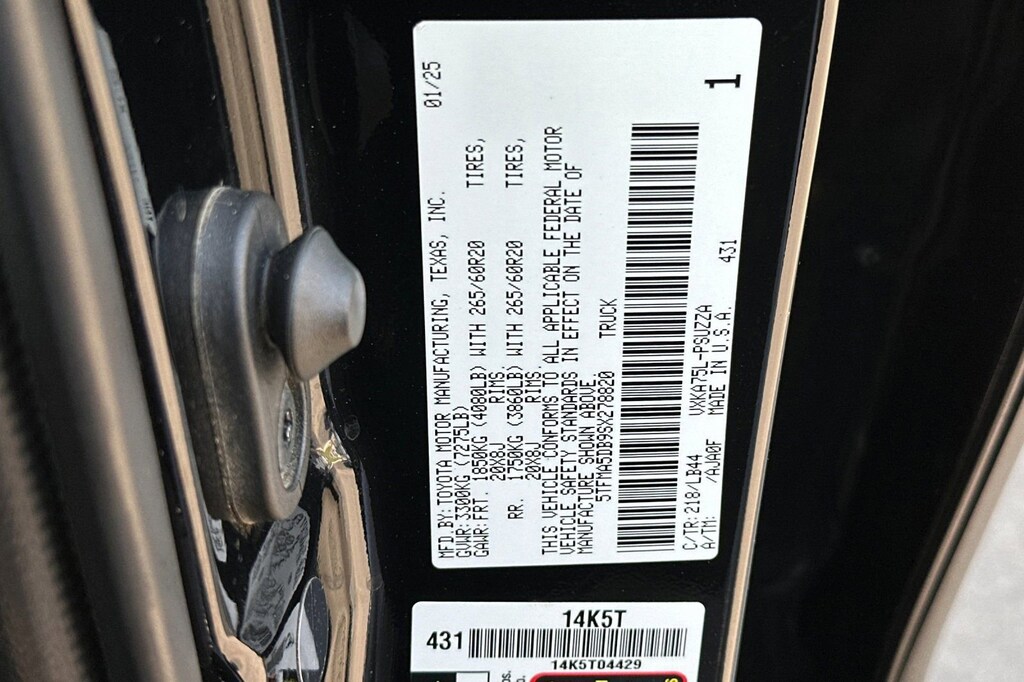 MFD.BY:TOYOTA MOTOR MANUFACTURING, TEXAS, INC. 01/25
GVWR:3300KG (7275LB)
GAWR:FRT. 1850KG (4080LB) WITH 265/60R20 TIRES,
20X8J RIMS.
RR. 1750KG (3860LB) WITH 265/60R20 TIRES,
20X8J RIMS.
THIS VEHICLE CONFORMS TO ALL APPLICABLE FEDERAL MOTOR
VEHICLE SAFETY STANDARDS IN EFFECT ON THE DATE OF
MANUFACTURE SHOWN ABOVE.
5TFMA5DB9SX278820 TRUCK
C/TR:218/LB44 VXKA75L-PSUZZA
A/TM: /AJA0F MADE IN U.S.A. 431
1
14K5T
431
14K5T04429